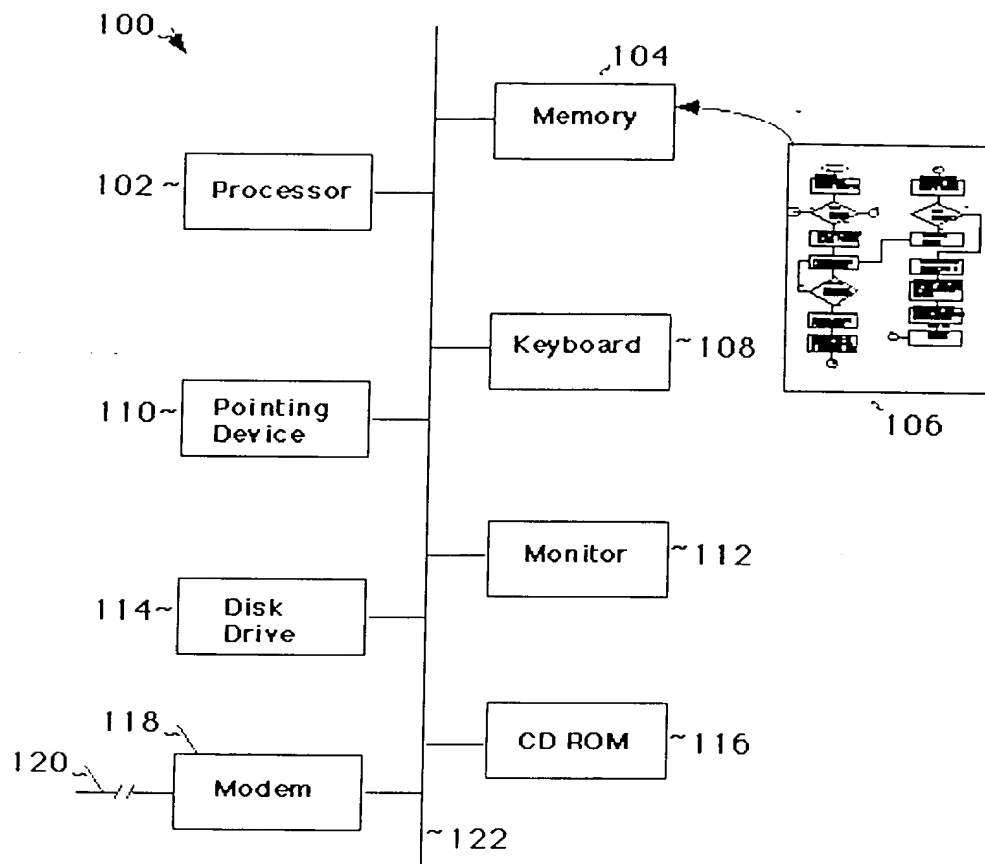 100
104
Memory
102
Processor
Keyboard
108
110
Pointing
Device
106
Monitor
112
114
Disk
Drive
118
CD ROM
116
120
Modem
122